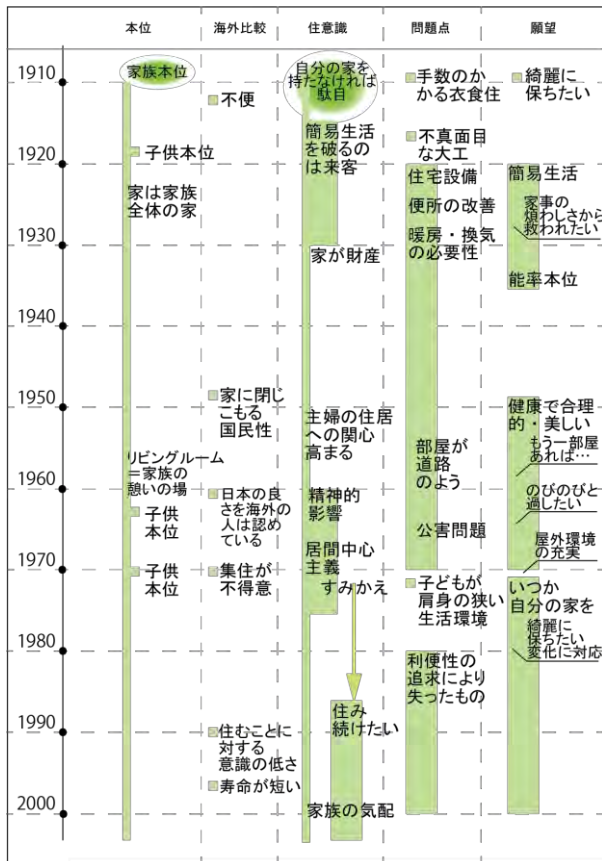 本位
海外比較
住意識
問題点
願望
1910
1920
1930
1940
1950
1960
1970
1980
1990
2000
家族本位
子供本位
家は家族
全体の家
リビングルーム
＝家族の
憩いの場
子供
本位
子供
本位
不便
家に閉じ
こもる
国民性
日本の良
さを海外の
人は認め
ている
集住が
不得意
住むことに
対する
意識の低さ
寿命が短い
自分の家を
持たなければ
駄目
簡易生活
を破るの
は来客
家が財産
主婦の住居
への関心
高まる
精神的
影響
居間中心
主義
すみかえ
住み
続けたい
家族の気配
手数のか
かる衣食住
不真面目
な大工
住宅設備
便所の改善
暖房・換気
の必要性
部屋が
道路
のよう
公害問題
子どもが
肩身の狭い
生活環境
利便性の
追求により
失ったもの
綺麗に
保ちたい
簡易生活
家事の
煩わしさから
救われたい
能率本位
健康で合理
的・美しい
もう一部屋
あれば…
のびのびと
過したい
屋外環境
の充実
いつか
自分の家を
綺麗に
保ちたい
変化に対応